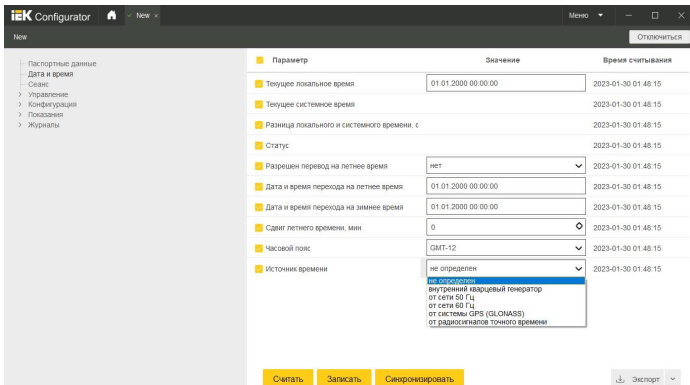 iEK Configurator New × Меню
New Отключиться
Паспортные данные
Дата и время
Сеанс
Управление
Конфигурация
Показания
Журналы
Параметр Значение Время считывания
Текущее локальное время 01.01.2000 00:00:00 2023-01-30 01:48:15
Текущее системное время 2023-01-30 01:48:15
Разница локального и системного времени, с 2023-01-30 01:48:15
Статус 2023-01-30 01:48:15
Разрешен перевод на летнее время нет 2023-01-30 01:48:15
Дата и время перехода на летнее время 01.01.2000 00:00:00 2023-01-30 01:48:15
Дата и время перехода на зимнее время 01.01.2000 00:00:00 2023-01-30 01:48:15
Сдвиг летнего времени, мин 0 2023-01-30 01:48:15
Часовой пояс GMT-12 2023-01-30 01:48:15
Источник времени не определен 2023-01-30 01:48:15
не определен
внутренний кварцевый генератор
от сети 50 Гц
от сети 60 Гц
от системы GPS (GLONASS)
от радиосигналов точного времени
Считать Записать Синхронизировать Экспорт